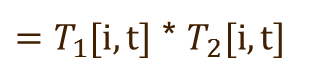 = T₁[i,t] * T₂[i,t]